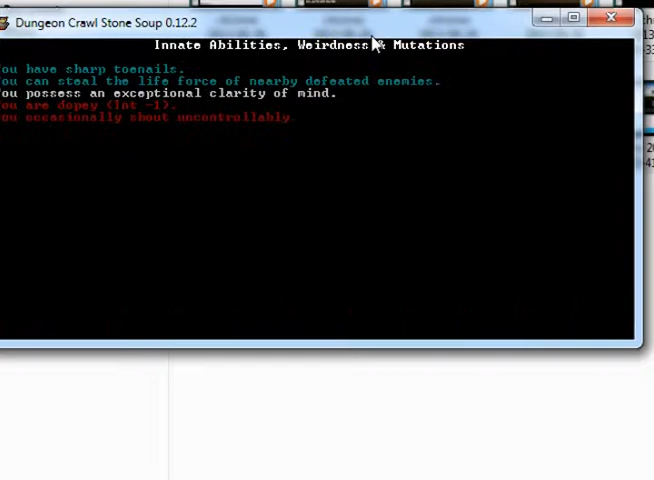 Dungeon Crawl Stone Soup 0.12.2
Innate Abilities, Weirdness & Mutations
ou have sharp toenails.
ou can steal the life force of nearby defeated enemies.
ou possess an exceptional clarity of mind.
ou are dopey (Int -1).
ou occasionally shout uncontrollably.